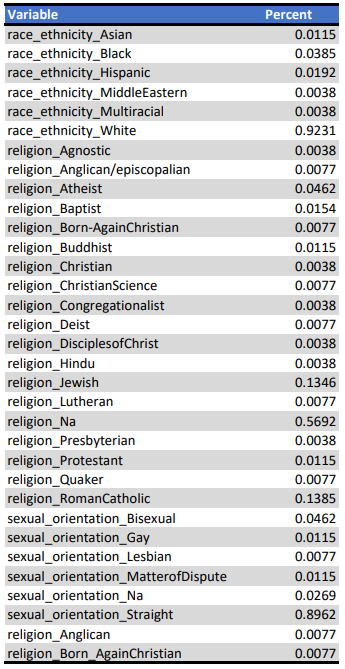 Variable Percent
race_ethnicity_Asian 0.0115
race_ethnicity_Black 0.0385
race_ethnicity_Hispanic 0.0192
race_ethnicity_MiddleEastern 0.0038
race_ethnicity_Multiracial 0.0038
race_ethnicity_White 0.9231
religion_Agnostic 0.0038
religion_Anglican/episcopalian 0.0077
religion_Atheist 0.0462
religion_Baptist 0.0154
religion_Born-AgainChristian 0.0077
religion_Buddhist 0.0115
religion_Christian 0.0038
religion_ChristianScience 0.0077
religion_Congregationalist 0.0038
religion_Deist 0.0077
religion_DisciplesofChrist 0.0038
religion_Hindu 0.0038
religion_Jewish 0.1346
religion_Lutheran 0.0077
religion_Na 0.5692
religion_Presbyterian 0.0038
religion_Protestant 0.0115
religion_Quaker 0.0077
religion_RomanCatholic 0.1385
sexual_orientation_Bisexual 0.0462
sexual_orientation_Gay 0.0115
sexual_orientation_Lesbian 0.0077
sexual_orientation_MatterofDispute 0.0115
sexual_orientation_Na 0.0269
sexual_orientation_Straight 0.8962
religion_Anglican 0.0077
religion_Born_AgainChristian 0.0077